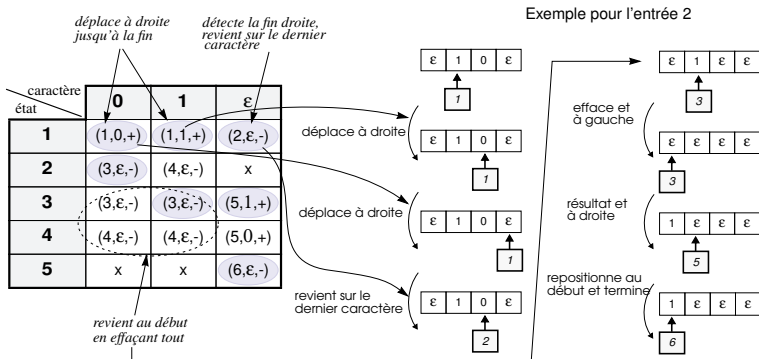 Exemple pour l'entrée 2
déplace à droite
jusqu'à la fin
détecte la fin droite,
revient sur le dernier
caractère
caractère
état
0 1 ε
1 (1,0,+) (1,1,+) (2,ε,-)
2 (3,ε,-) (4,ε,-) x
3 (3,ε,-) (3,ε,-) (5,1,+)
4 (4,ε,-) (4,ε,-) (5,0,+)
5 x x (6,ε,-)
revient au début
en effaçant tout
ε 1 0 ε
1
déplace à droite
ε 1 0 ε
1
déplace à droite
ε 1 0 ε
1
revient sur le
dernier caractère
ε 1 0 ε
2
ε 1 ε ε
3
efface et
à gauche
ε ε ε ε
3
résultat et
à droite
1 ε ε ε
5
repositionne au
début et termine
1 ε ε ε
6